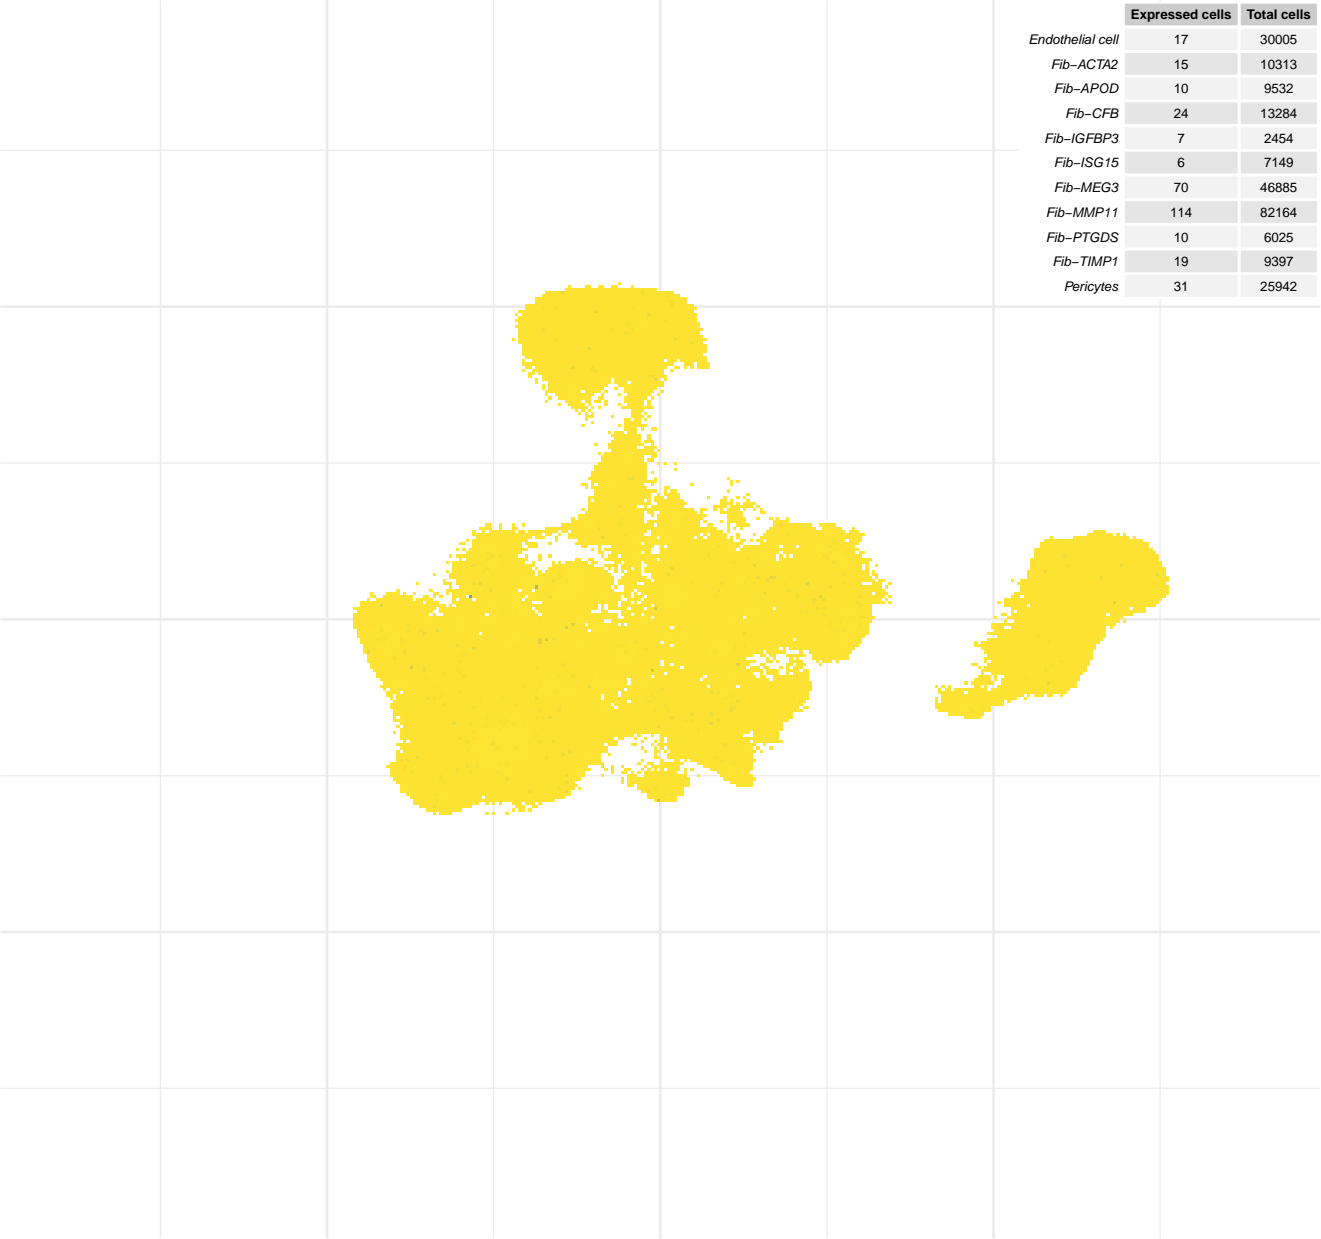 Expressed cells Total cells
Endothelial cell 17 30005
Fib−ACTA2 15 10313
Fib−APOD 10 9532
Fib−CFB 24 13284
Fib−IGFBP3 7 2454
Fib−ISG15 6 7149
Fib−MEG3 70 46885
Fib−MMP11 114 82164
Fib−PTGDS 10 6025
Fib−TIMP1 19 9397
Pericytes 31 25942